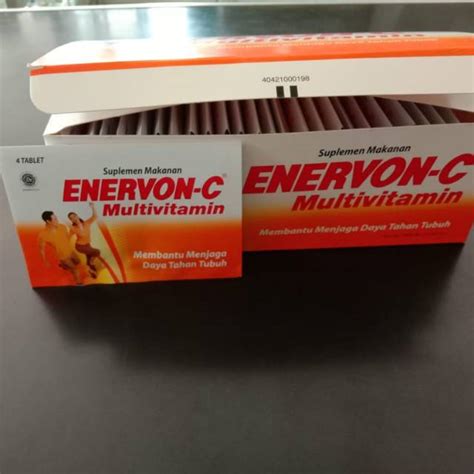 Multivitamin
40421000198
Suplemen Makanan
ENERVON-C
Multivitamin
Membantu Menjaga Daya Tahan Tubuh
4 TABLET
Suplemen Makanan
ENERVON-C®
Multivitamin
Membantu Menjaga
Daya Tahan Tubuh